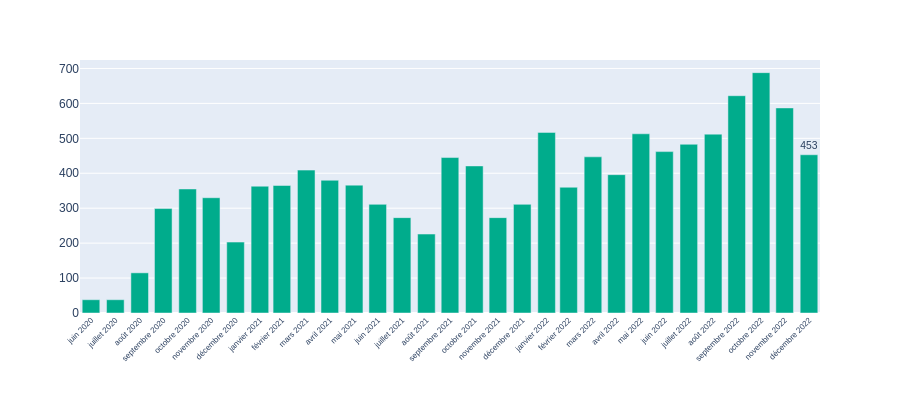 700
600
500
400
300
200
100
0
453
juin 2020
juillet 2020
août 2020
septembre 2020
octobre 2020
novembre 2020
décembre 2020
janvier 2021
février 2021
mars 2021
avril 2021
mai 2021
juin 2021
juillet 2021
août 2021
septembre 2021
octobre 2021
novembre 2021
décembre 2021
janvier 2022
février 2022
mars 2022
avril 2022
mai 2022
juin 2022
juillet 2022
août 2022
septembre 2022
octobre 2022
novembre 2022
décembre 2022